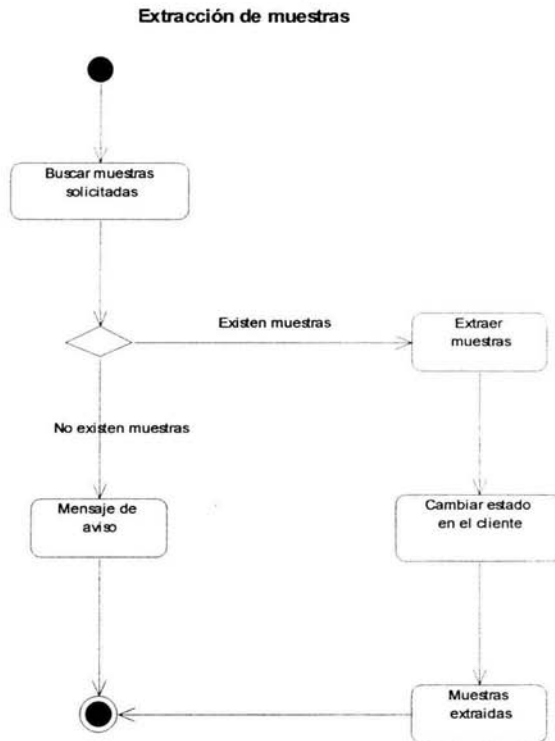 Extracción de muestras
Buscar muestras
solicitadas
Existen muestras
Extraer
muestras
No existen muestras
Mensaje de
aviso
Cambiar estado
en el cliente
Muestras
extraidas